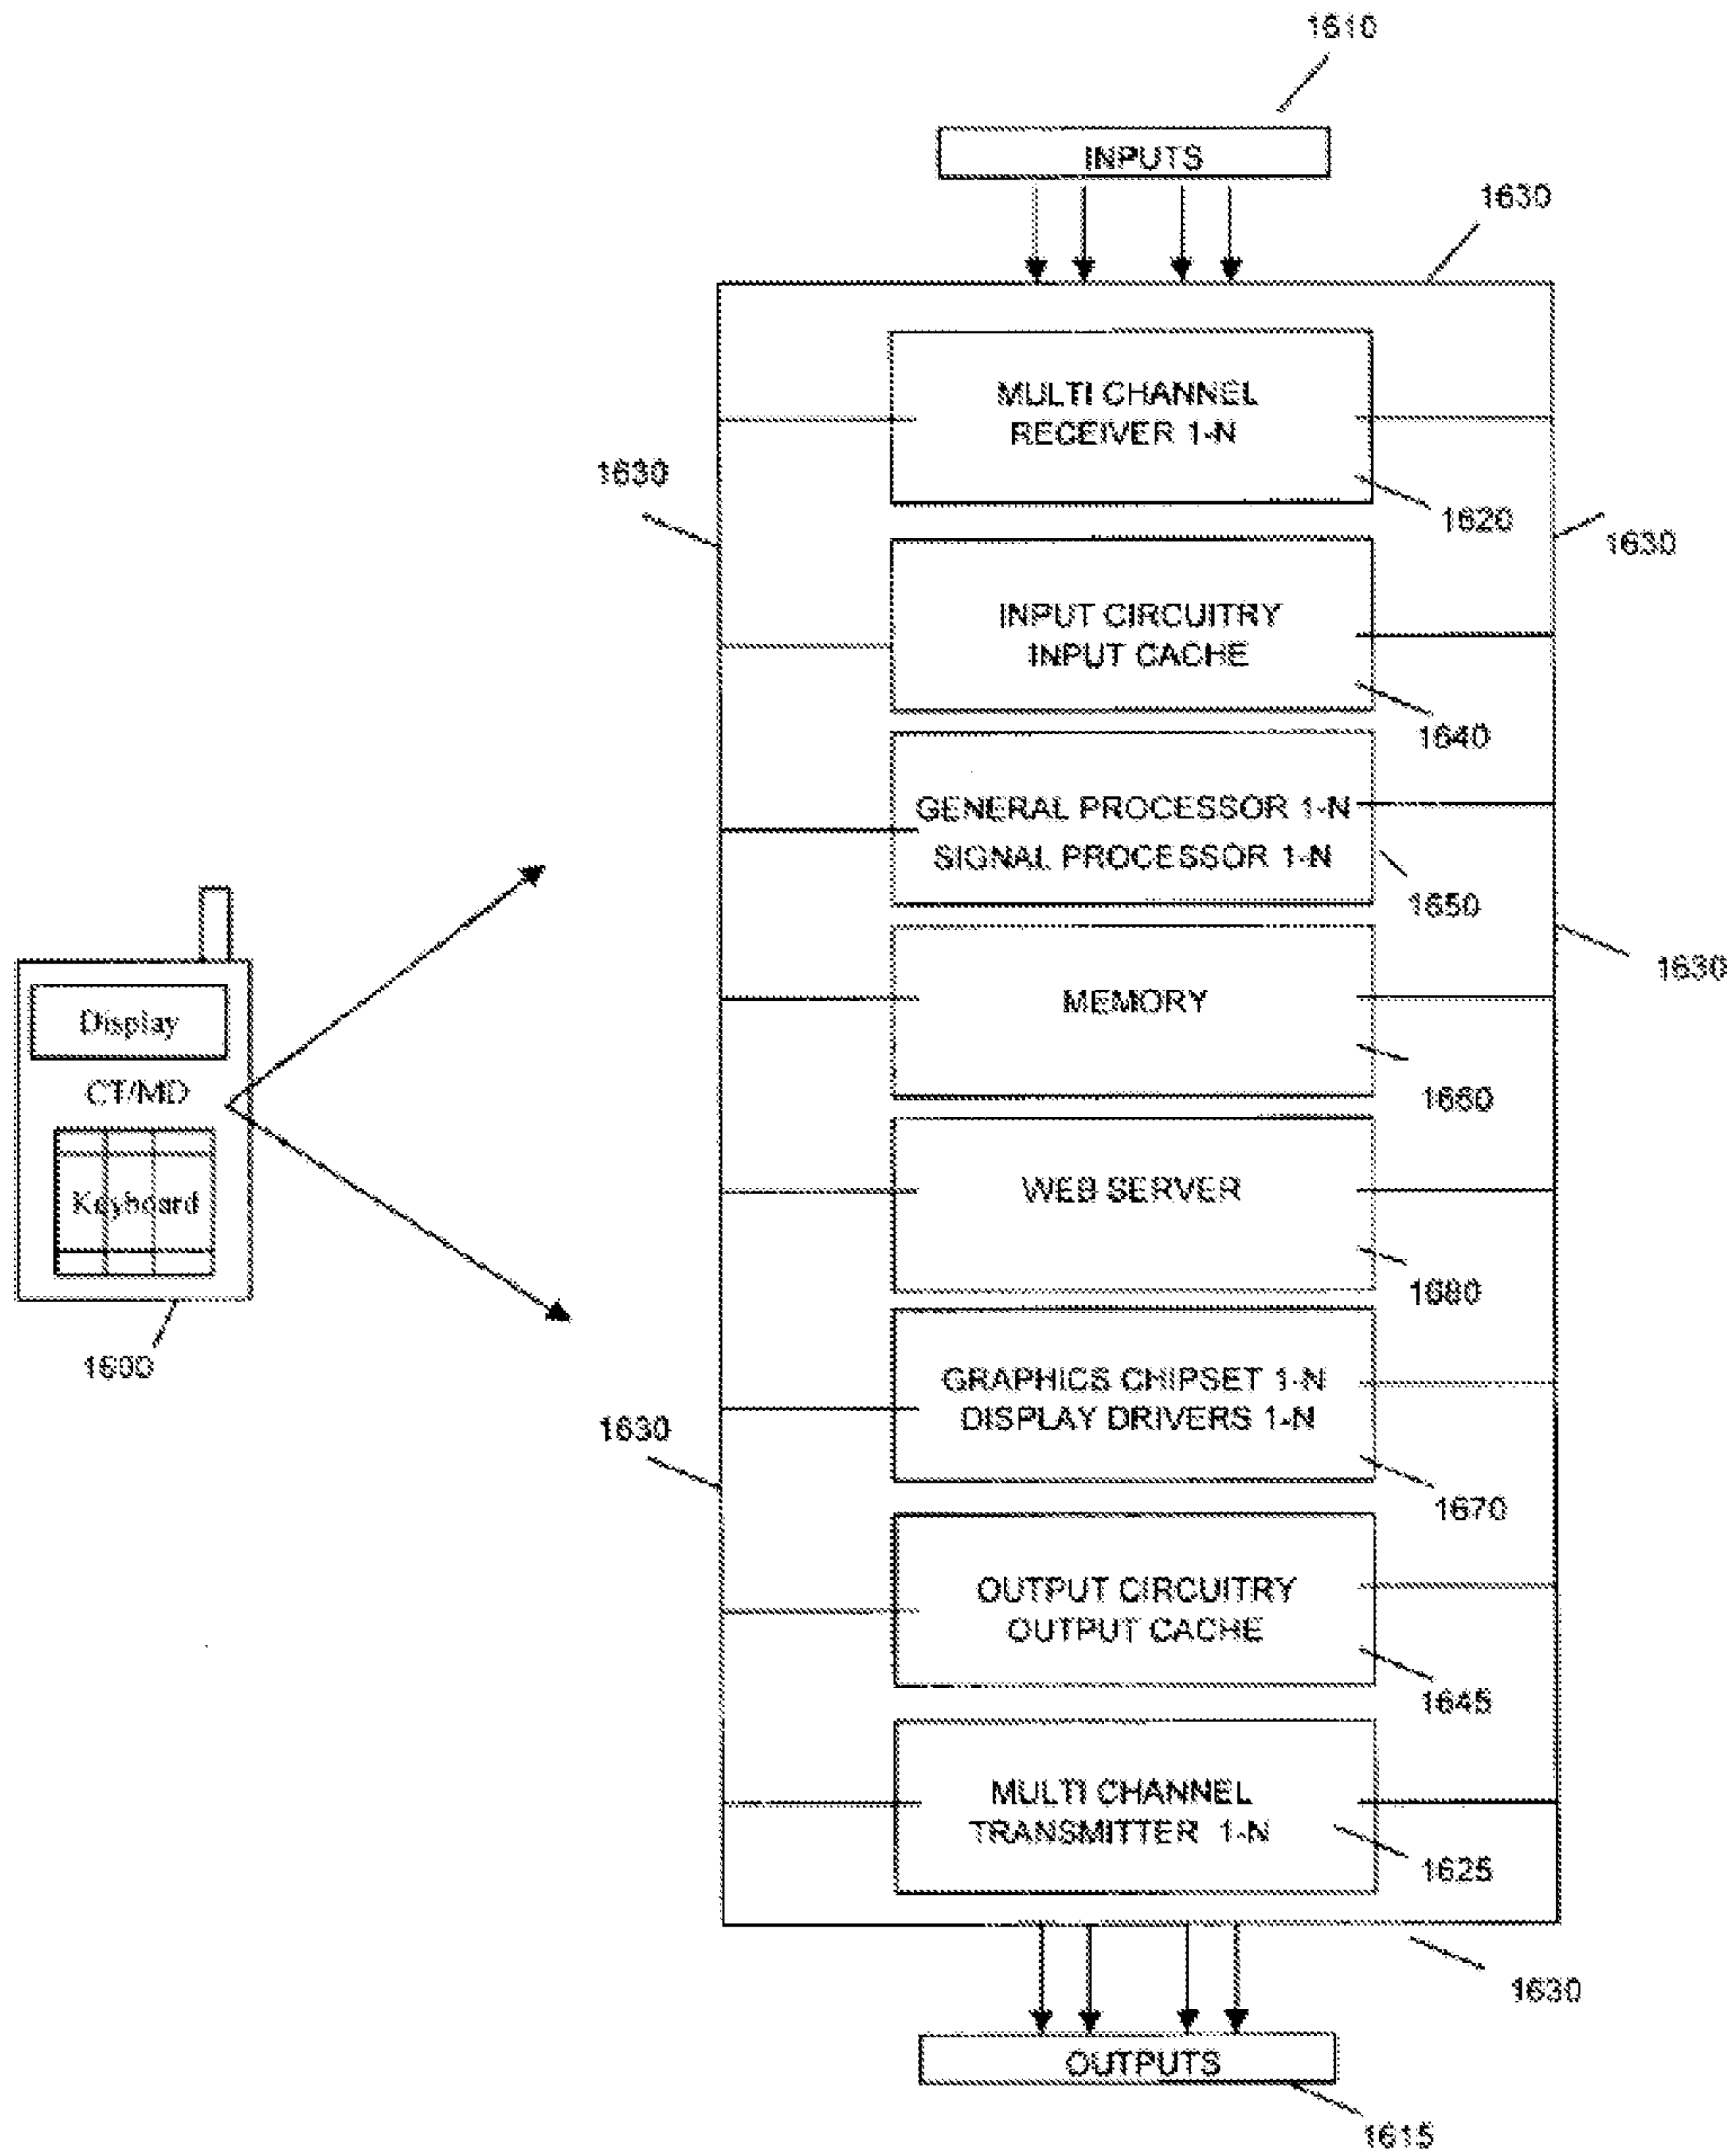 1610
INPUTS
1630
MULTI CHANNEL
RECEIVER 1-N
1630
1620
1630
INPUT CIRCUITRY
INPUT CACHE
1640
GENERAL PROCESSOR 1-N
SIGNAL PROCESSOR 1-N
1650
1630
MEMORY
1660
Display
CT/MD
Keyboard
1600
WEB SERVER
1680
GRAPHICS CHIPSET 1-N
DISPLAY DRIVERS 1-N
1630
1670
OUTPUT CIRCUITRY
OUTPUT CACHE
1645
MULTI CHANNEL
TRANSMITTER 1-N
1625
1630
OUTPUTS
1615